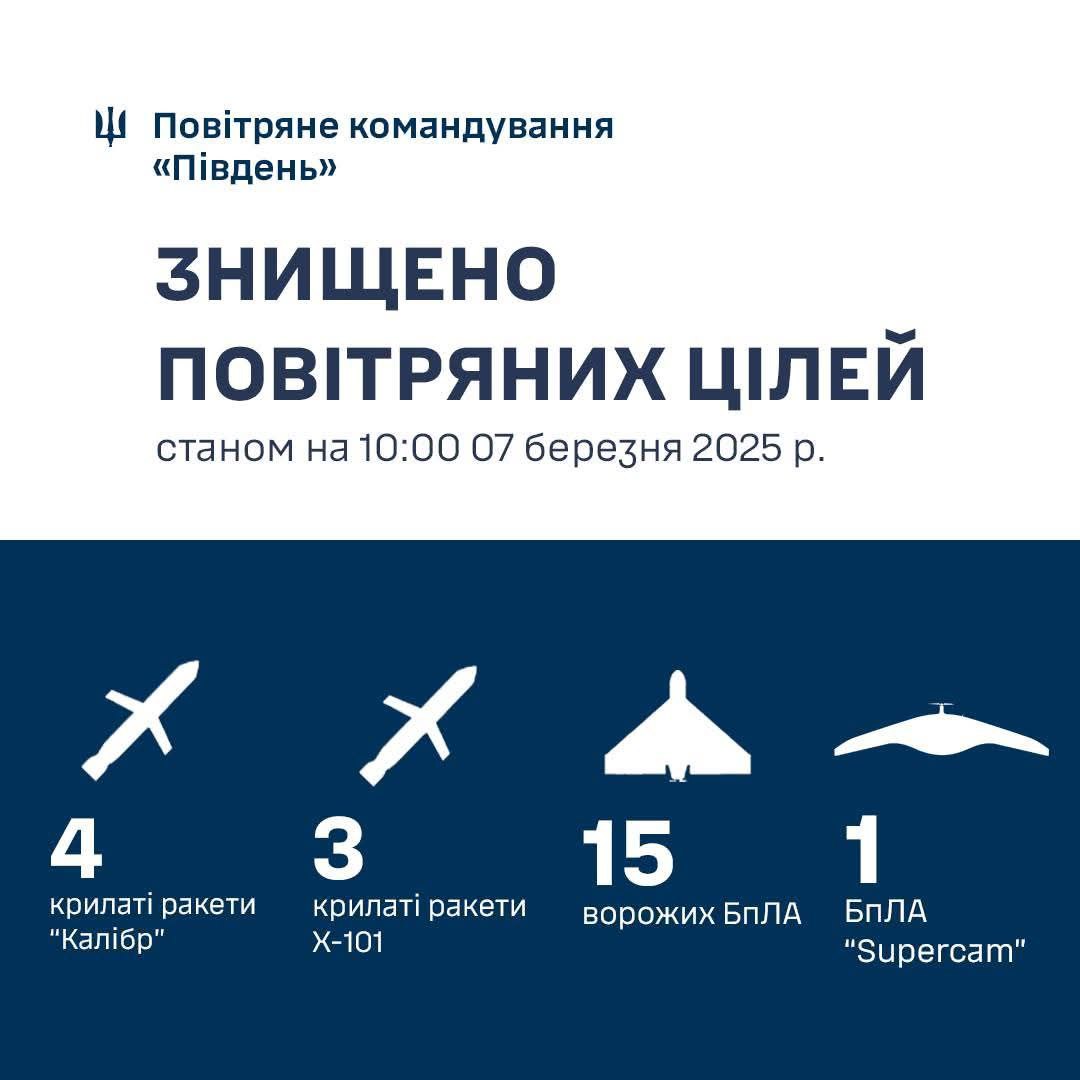 Повітряне командування
«Південь»
ЗНИЩЕНО
ПОВІТРЯНИХ ЦІЛЕЙ
станом на 10:00 07 березня 2025 р.
4
крилаті ракети
“Калібр”
3
крилаті ракети
Х-101
15
ворожих БпЛА
1
БпЛА
“Supercam”